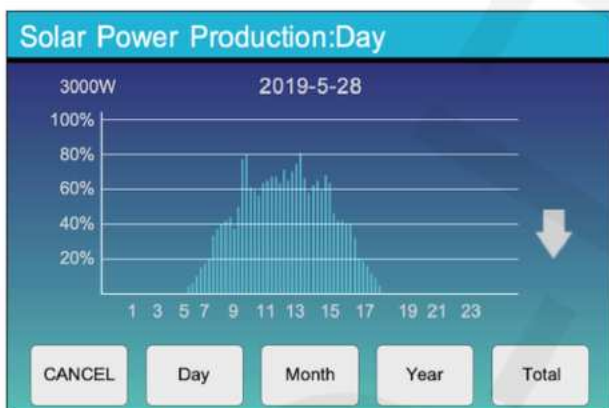 Solar Power Production:Day
3000W 2019-5-28
100%
80%
60%
40%
20%
1 3 5 7 9 11 13 15 17 19 21 23
CANCEL Day Month Year Total